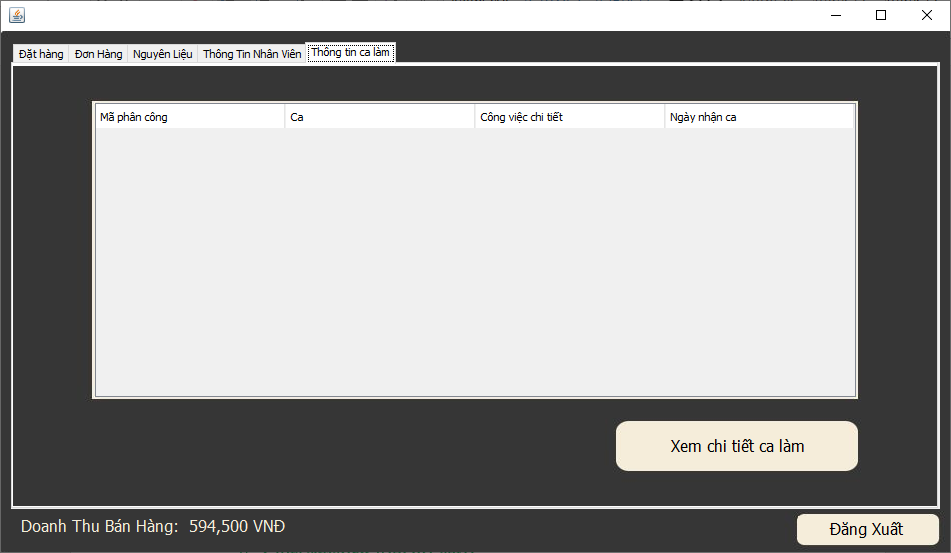 Đặt hàng Đơn Hàng Nguyên Liệu Thông Tin Nhân Viên Thông tin ca làm
Mã phân công Ca Công việc chi tiết Ngày nhận ca
Xem chi tiết ca làm
Doanh Thu Bán Hàng: 594,500 VNĐ
Đăng Xuất